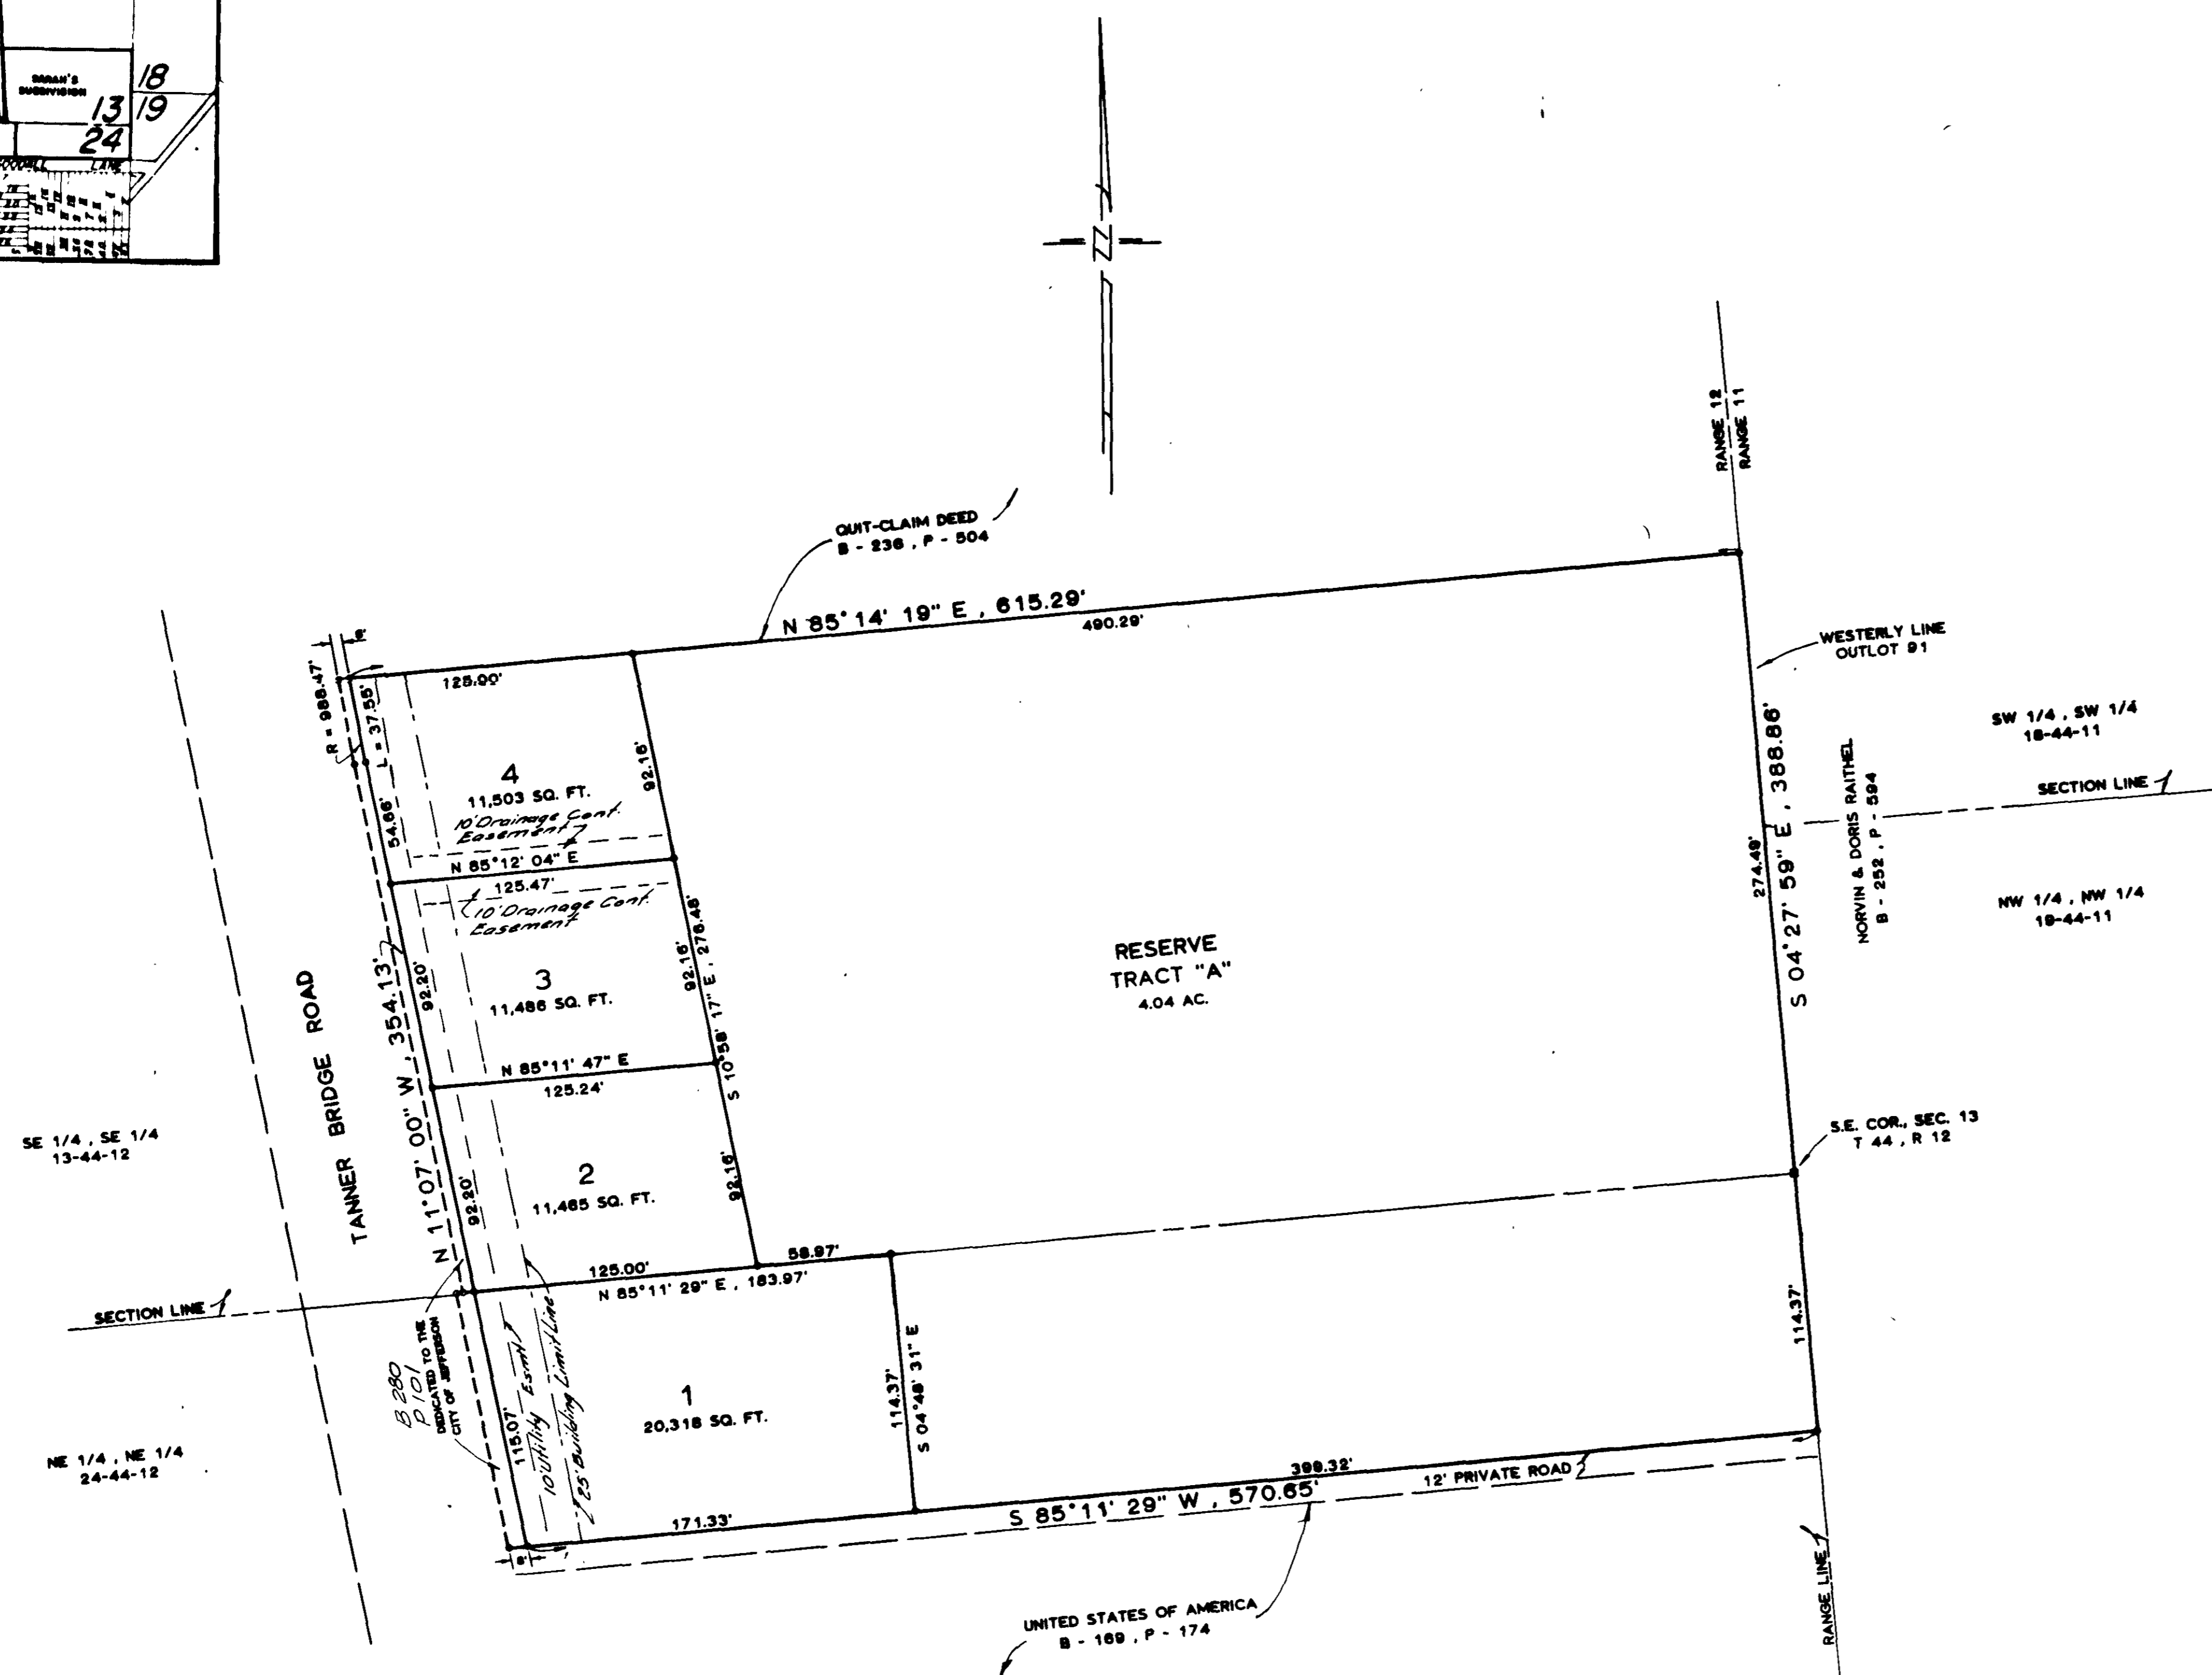 SARAH'S
SUBDIVISION
18
13
19
24
LANE
N
RANGE 12
RANGE 11
QUIT-CLAIM DEED
B - 236 , P - 504
N 85° 14' 19" E , 615.29'
490.29'
WESTERLY LINE
OUTLOT 91
8'
R = 988.47'
L = 37.55'
125.00'
92.16'
4
11,503 SQ. FT.
10' Drainage Cont.
Easement
54.66'
N 85° 12' 04" E
125.47'
10' Drainage Cont.
Easement
S 04° 27' 59" E , 388.86'
274.49'
NORVIN & DORIS RAITHEL
B - 252 , P - 594
SW 1/4 , SW 1/4
18-44-11
SECTION LINE
NW 1/4 , NW 1/4
19-44-11
RESERVE
TRACT "A"
4.04 AC.
TANNER BRIDGE ROAD
N 11° 07' 00" W , 354.13'
92.20'
3
11,486 SQ. FT.
92.16'
S 10° 58' 17" E , 276.48'
N 85° 11' 47" E
125.24'
SE 1/4 , SE 1/4
13-44-12
S.E. COR., SEC. 13
T 44 , R 12
92.20'
2
11,465 SQ. FT.
92.16'
58.97'
125.00'
N 85° 11' 29" E , 183.97'
SECTION LINE
B 280
P 101
DEDICATED TO THE
CITY OF JEFFERSON
115.07'
10' Utility Esmt
25' Building Limit Line
1
20,318 SQ. FT.
114.37'
S 04° 48' 31" E
114.37'
NE 1/4 , NE 1/4
24-44-12
399.32'
12' PRIVATE ROAD
S 85° 11' 29" W , 570.65'
171.33'
8'
UNITED STATES OF AMERICA
B - 169 , P - 174
RANGE LINE